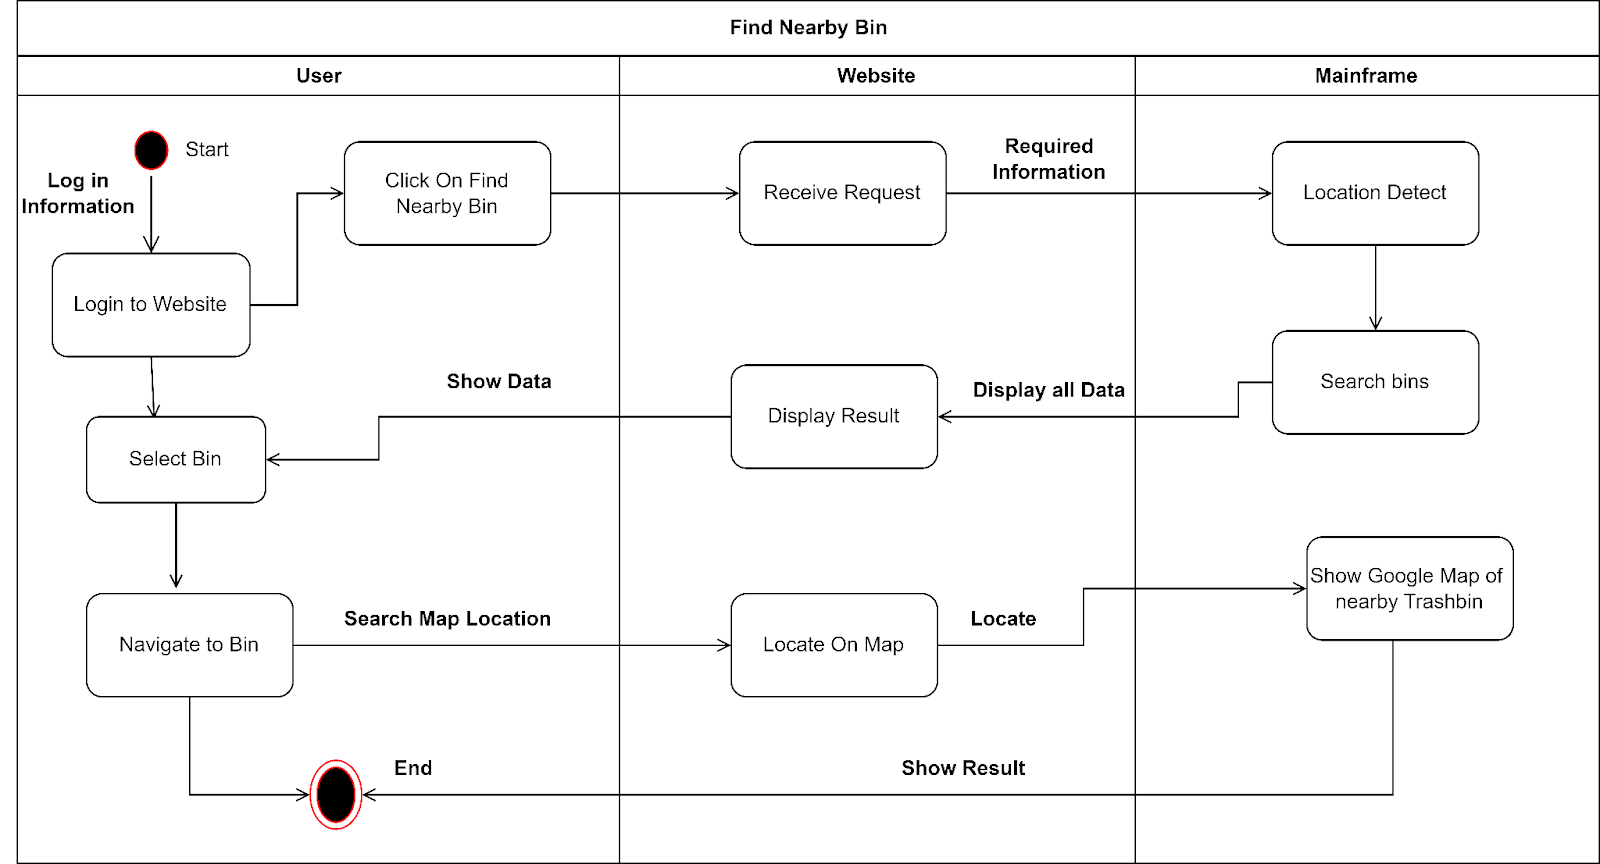 Find Nearby Bin
User
Website
Mainframe
Start
Log in
Information
Click On Find
Nearby Bin
Receive Request
Required
Information
Location Detect
Login to Website
Show Data
Display Result
Display all Data
Search bins
Select Bin
Navigate to Bin
Search Map Location
Locate On Map
Locate
Show Google Map of
nearby Trashbin
End
Show Result